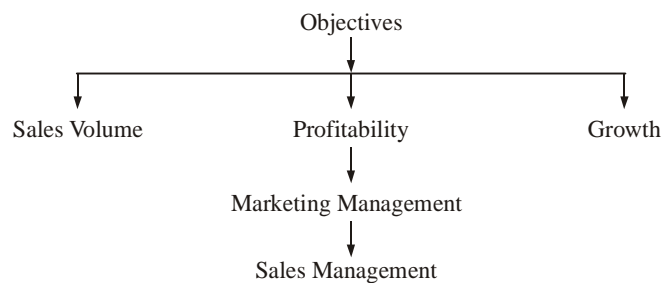 Objectives
Sales Volume Profitability Growth
Marketing Management
Sales Management